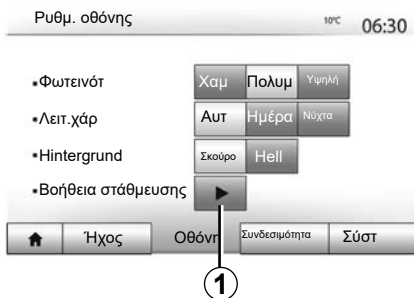 Ρυθμ. οθόνης 10°C 06:30
▪Φωτεινότ Χαμ Πολυμ Υψηλή
▪Λειτ.χάρ Αυτ Ημέρα Νύχτα
▪Hintergrund Σκούρο Hell
▪Βοήθεια στάθμευσης
Ήχος Οθόνη Συνδεσιμότητα Σύστ
1